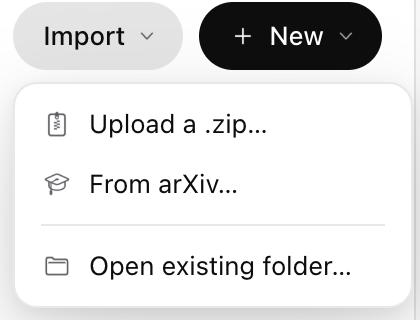 Import
+ New
Upload a .zip...
From arXiv...
Open existing folder...